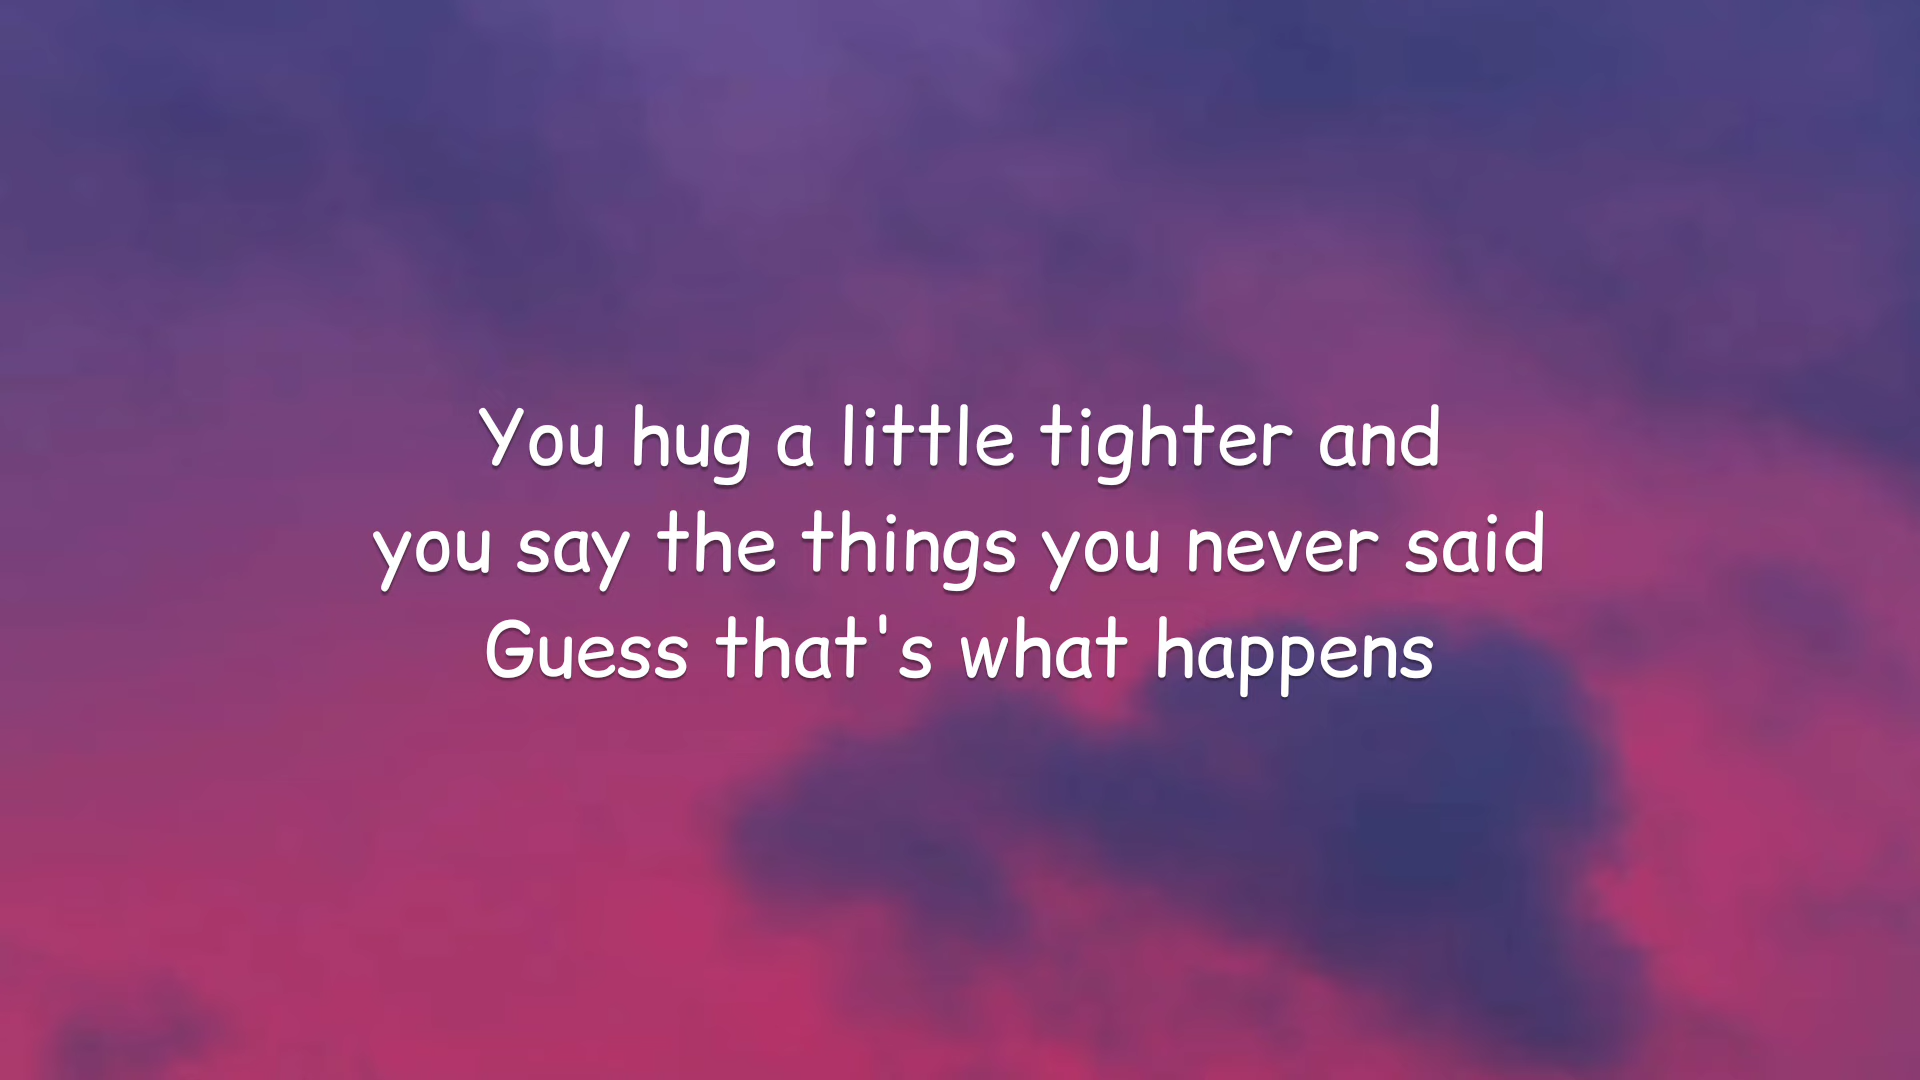 You hug a little tighter and
you say the things you never said
Guess that's what happens